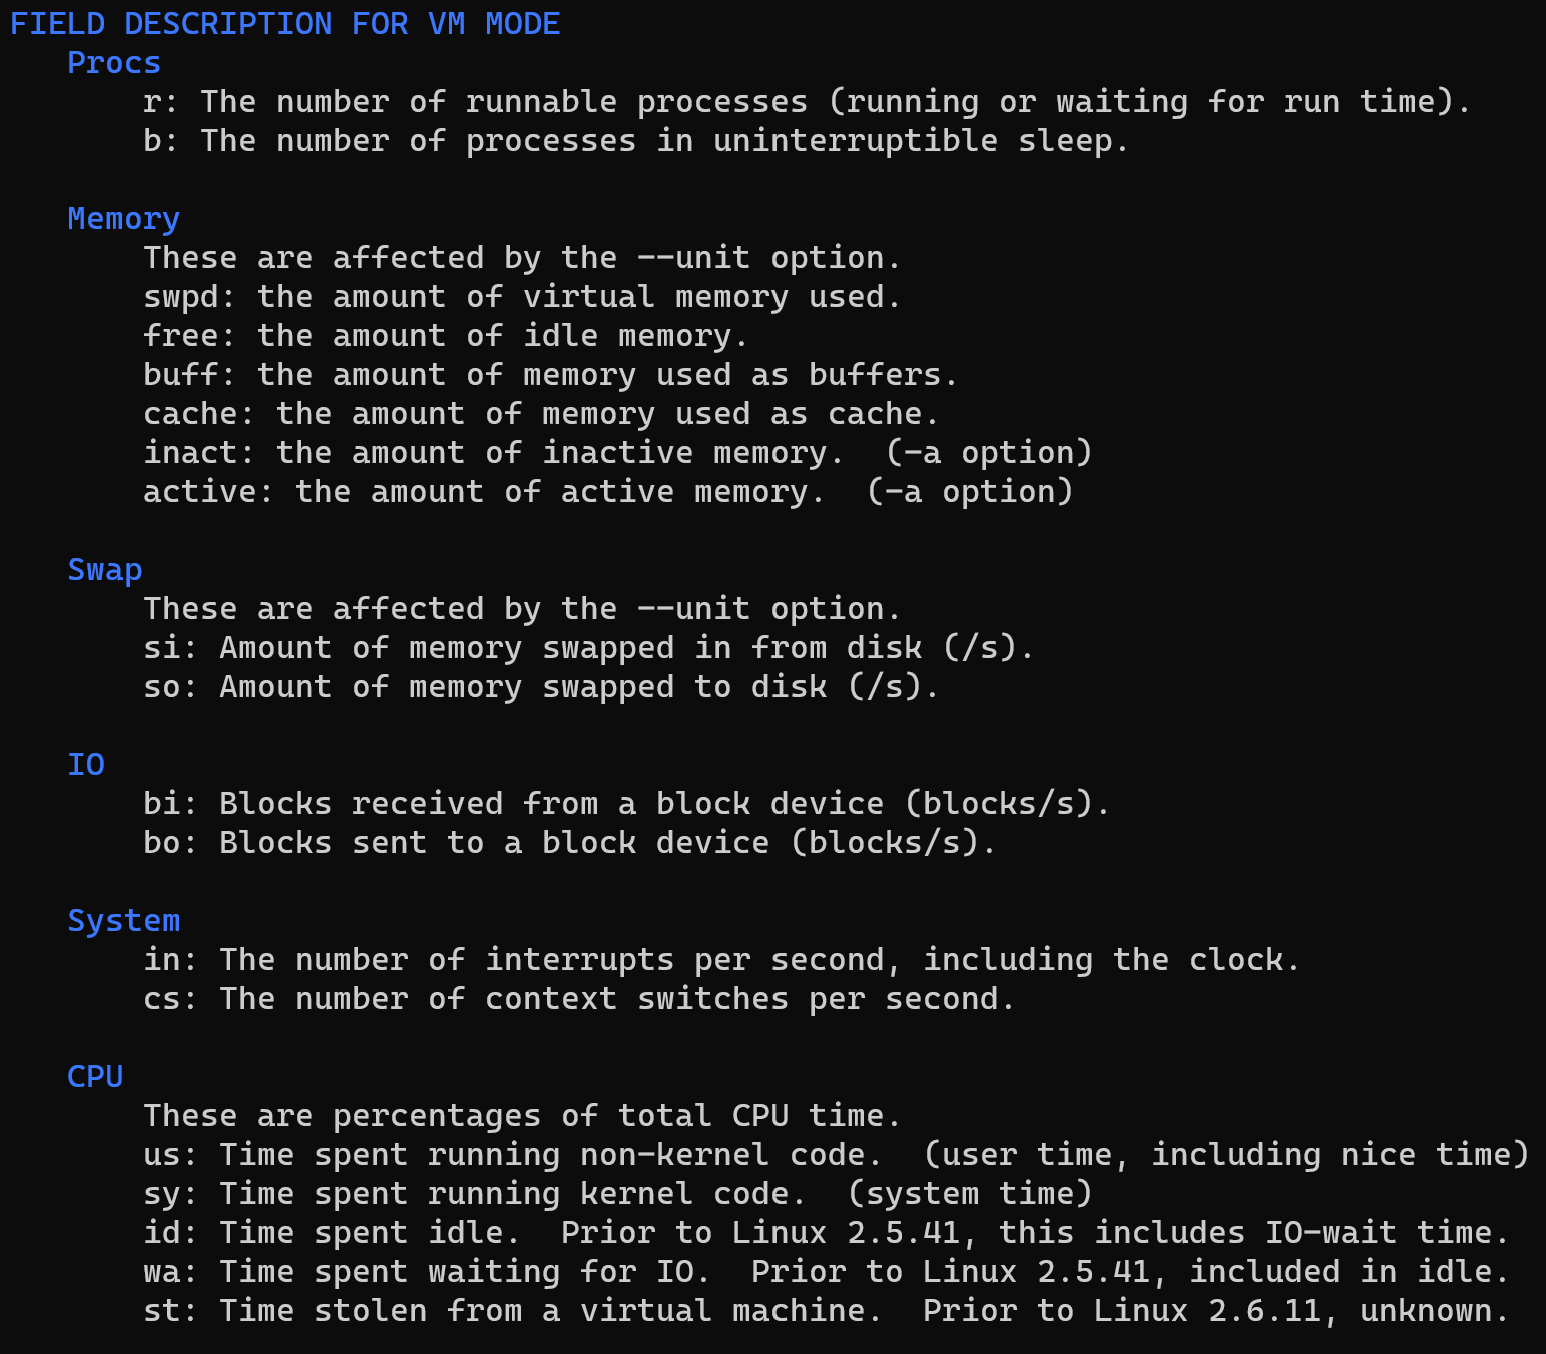 FIELD DESCRIPTION FOR VM MODE
Procs
r: The number of runnable processes (running or waiting for run time).
b: The number of processes in uninterruptible sleep.
Memory
These are affected by the --unit option.
swpd: the amount of virtual memory used.
free: the amount of idle memory.
buff: the amount of memory used as buffers.
cache: the amount of memory used as cache.
inact: the amount of inactive memory.  (-a option)
active: the amount of active memory.  (-a option)
Swap
These are affected by the --unit option.
si: Amount of memory swapped in from disk (/s).
so: Amount of memory swapped to disk (/s).
IO
bi: Blocks received from a block device (blocks/s).
bo: Blocks sent to a block device (blocks/s).
System
in: The number of interrupts per second, including the clock.
cs: The number of context switches per second.
CPU
These are percentages of total CPU time.
us: Time spent running non-kernel code.  (user time, including nice time)
sy: Time spent running kernel code.  (system time)
id: Time spent idle.  Prior to Linux 2.5.41, this includes IO-wait time.
wa: Time spent waiting for IO.  Prior to Linux 2.5.41, included in idle.
st: Time stolen from a virtual machine.  Prior to Linux 2.6.11, unknown.